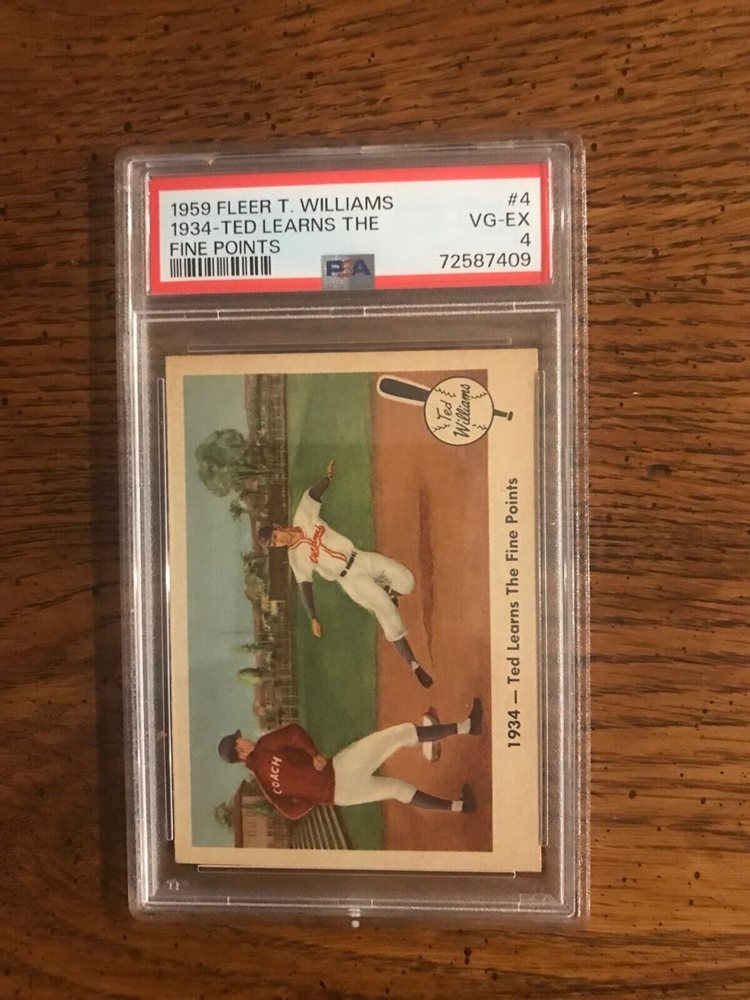 1959 FLEER T. WILLIAMS #4
1934-TED LEARNS THE VG-EX
FINE POINTS 4
72587409
PSA
Ted
Williams
1934 — Ted Learns The Fine Points
COACH
PSA